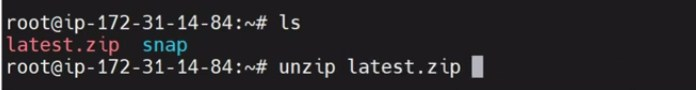 root@ip-172-31-14-84:~# ls
latest.zip  snap
root@ip-172-31-14-84:~# unzip latest.zip